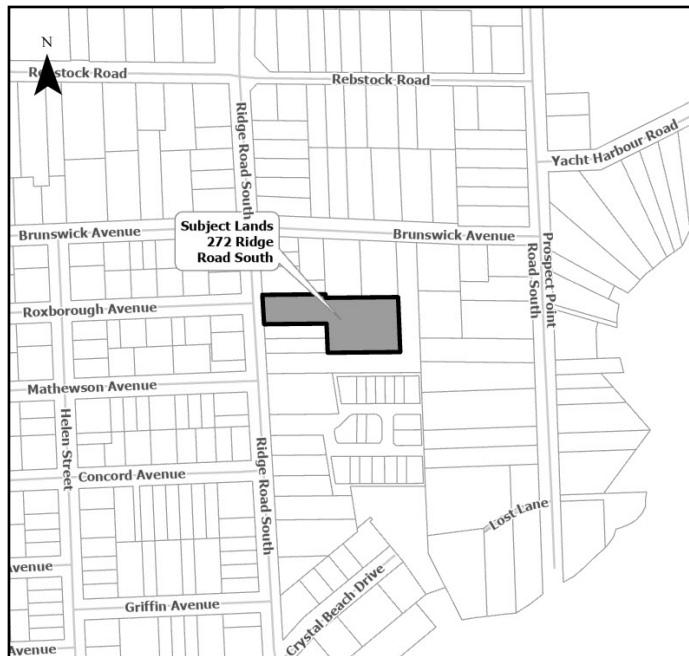 N
Rebstock Road
Rebstock Road
Ridge Road South
Yacht Harbour Road
Brunswick Avenue
Subject Lands
272 Ridge
Road South
Brunswick Avenue
Prospect Point
Road South
Roxborough Avenue
Mathewson Avenue
Helen Street
Ridge Road South
Concord Avenue
Lost Lane
Avenue
Crystal Beach Drive
Griffin Avenue
Avenue